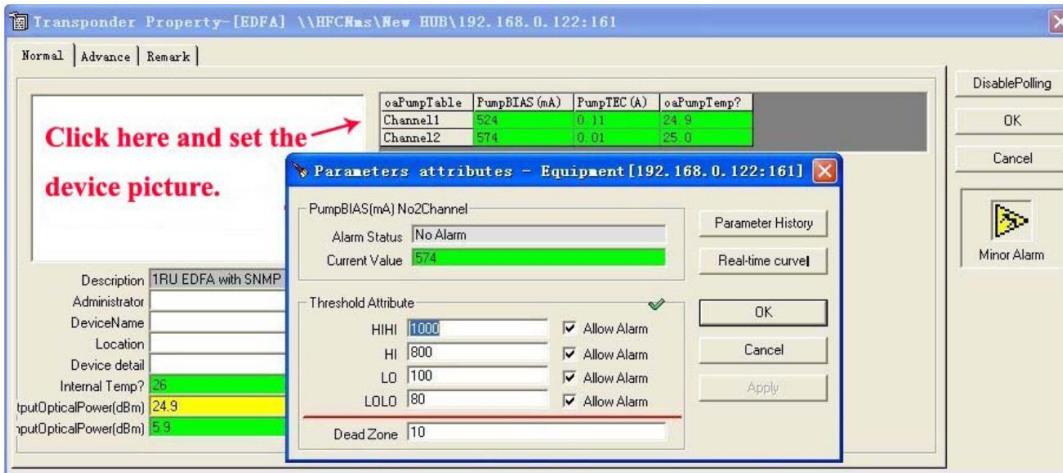 Transponder Property-[EDFA] \\HFCNms\New HUB\192.168.0.122:161
Normal Advance Remark
DisablePolling
OK
Cancel
Minor Alarm
Click here and set the
device picture.
oaPumpTable PumpBIAS(mA) PumpTEC(A) oaPumpTemp?
Channel1 524 0.11 24.9
Channel2 574 0.01 25.0
Description 1RU EDFA with SNMP
Administrator
DeviceName
Location
Device detail
Internal Temp? 26
tputOpticalPower(dBm) 24.9
nputOpticalPower(dBm) 5.9
Parameters attributes - Equipment[192.168.0.122:161]
PumpBIAS(mA) No2Channel
Alarm Status No Alarm
Current Value 574
Parameter History
Real-time curve
Threshold Attribute
HIHI 1000 Allow Alarm
HI 800 Allow Alarm
LO 100 Allow Alarm
LOLO 80 Allow Alarm
Dead Zone 10
OK
Cancel
Apply